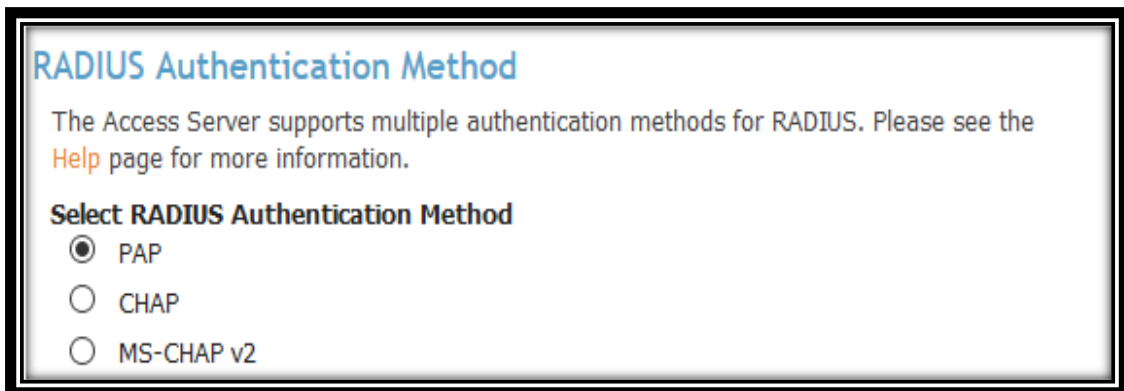 RADIUS Authentication Method
The Access Server supports multiple authentication methods for RADIUS. Please see the
Help page for more information.
Select RADIUS Authentication Method
PAP
CHAP
MS-CHAP v2